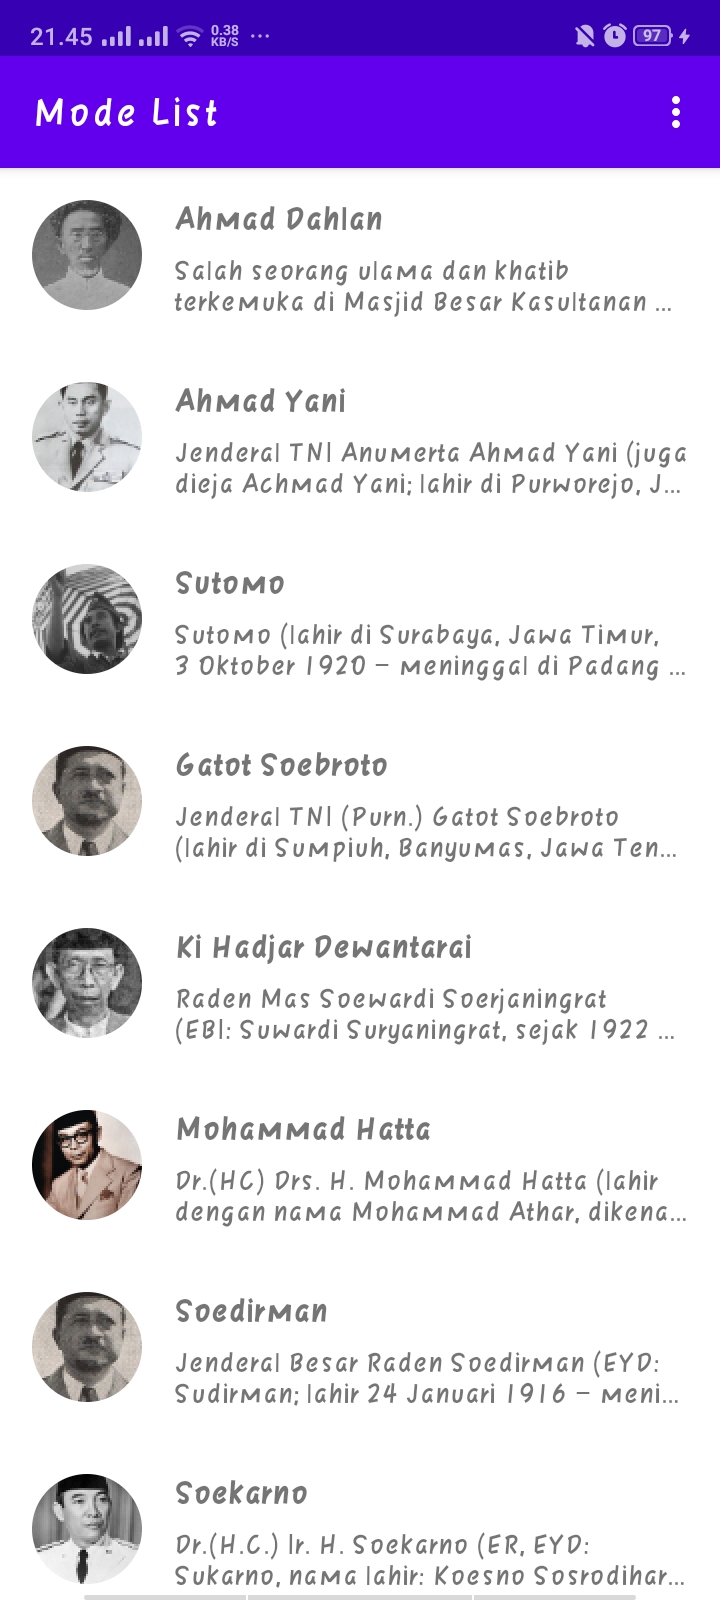 21.45 0.38 KB/S ... 97
Mode List
Ahmad Dahlan
Salah seorang ulama dan khatib
terkemuka di Masjid Besar Kasultanan ...
Ahmad Yani
Jenderal TNI Anumerta Ahmad Yani (juga
dieja Achmad Yani; lahir di Purworejo, J...
Sutomo
Sutomo (lahir di Surabaya, Jawa Timur,
3 Oktober 1920 – meninggal di Padang ...
Gatot Soebroto
Jenderal TNI (Purn.) Gatot Soebroto
(lahir di Sumpiuh, Banyumas, Jawa Ten...
Ki Hadjar Dewantarai
Raden Mas Soewardi Soerjaningrat
(EBI: Suwardi Suryaningrat, sejak 1922 ...
Mohammad Hatta
Dr.(HC) Drs. H. Mohammad Hatta (lahir
dengan nama Mohammad Athar, dikena...
Soedirman
Jenderal Besar Raden Soedirman (EYD:
Sudirman; lahir 24 Januari 1916 – meni...
Soekarno
Dr.(H.C.) Ir. H. Soekarno (ER, EYD:
Sukarno, nama lahir: Koesno Sosrodihar...